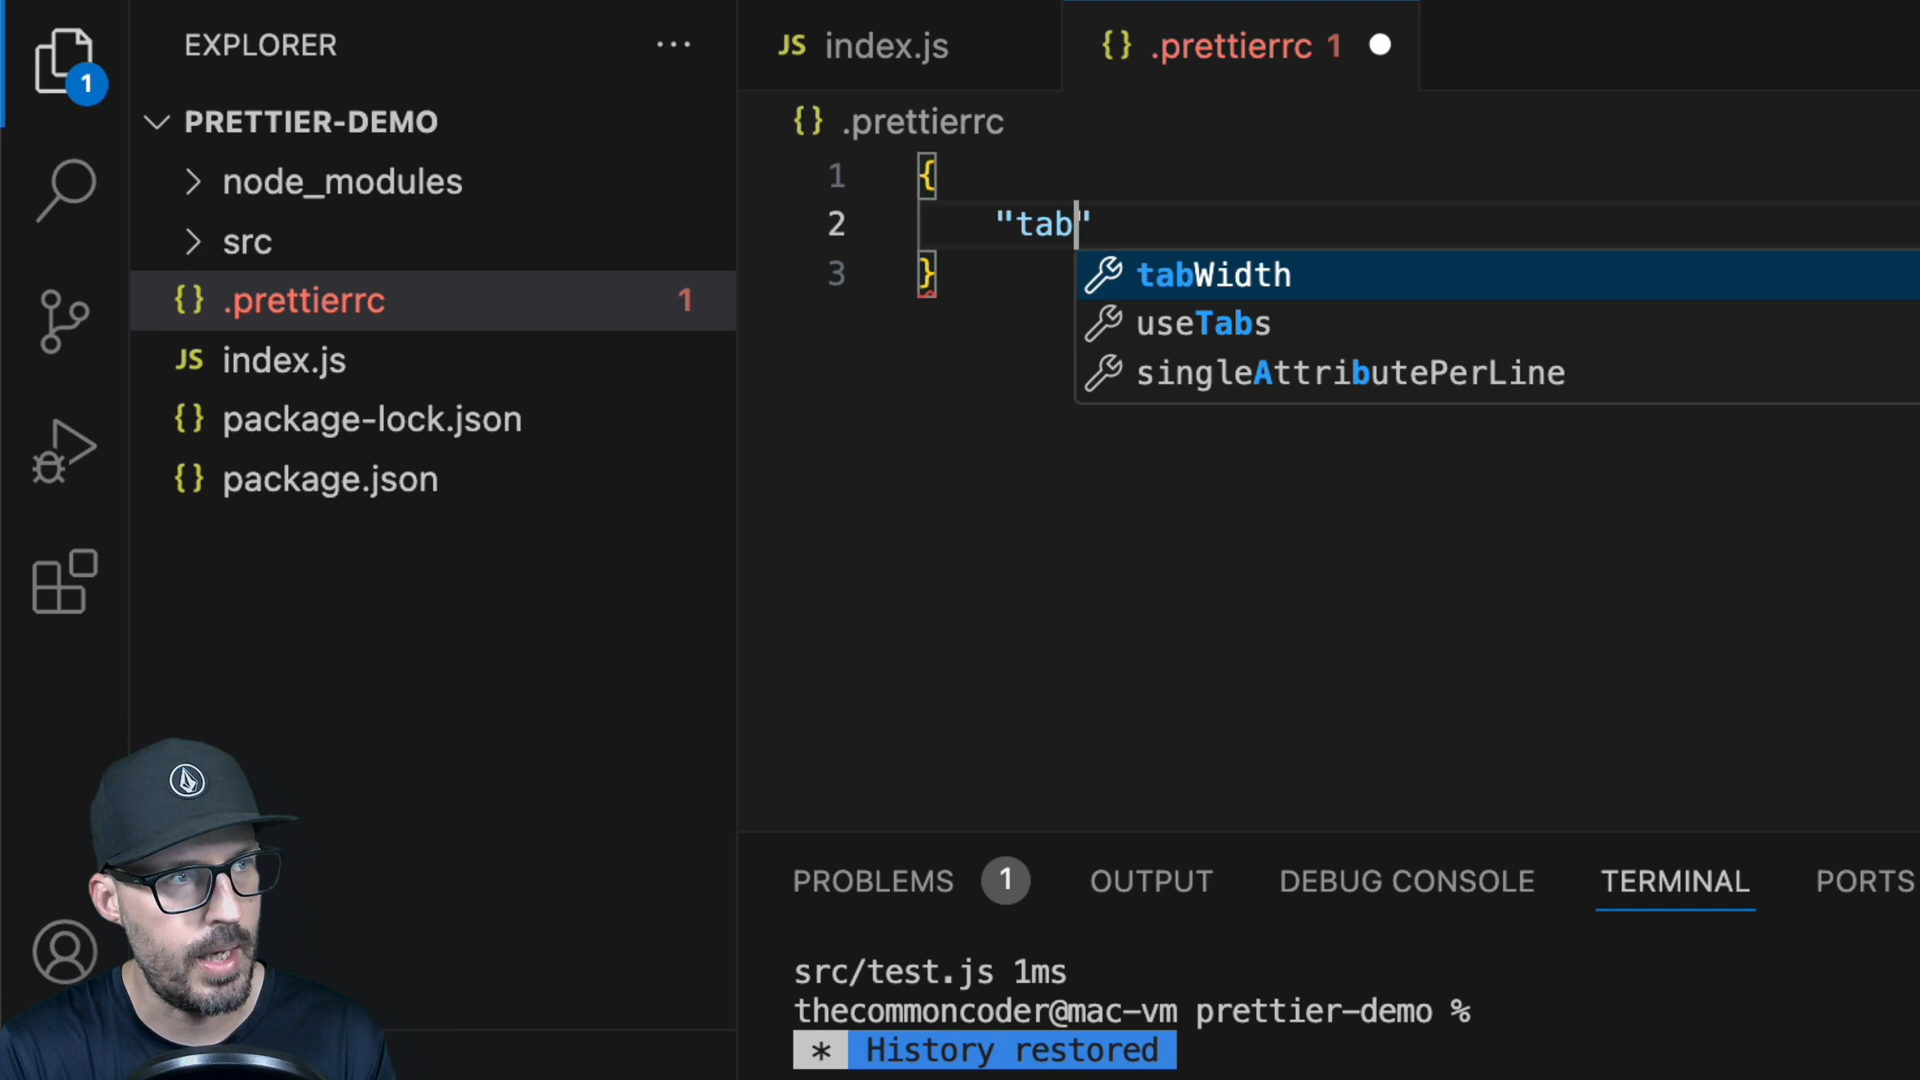 EXPLORER ...
1
PRETTIER-DEMO
node_modules
src
{} .prettierrc 1
JS index.js
{} package-lock.json
{} package.json
JS index.js
{} .prettierrc 1
{} .prettierrc
1 {
2 "tab"
3 }
tabWidth
useTabs
singleAttributePerLine
PROBLEMS 1 OUTPUT DEBUG CONSOLE TERMINAL PORTS
src/test.js 1ms
thecommoncoder@mac-vm prettier-demo %
* History restored